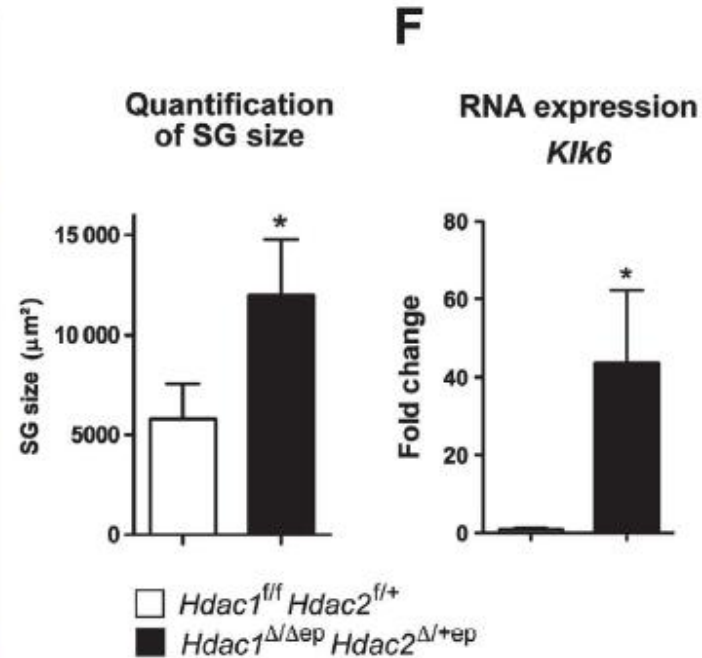 F
Quantification
of SG size
SG size (μm²)
15 000
10 000
5000
0
*
RNA expression
Klk6
Fold change
80
60
40
20
0
*
Hdac1f/f Hdac2f/+
Hdac1Δ/Δep Hdac2Δ/+ep